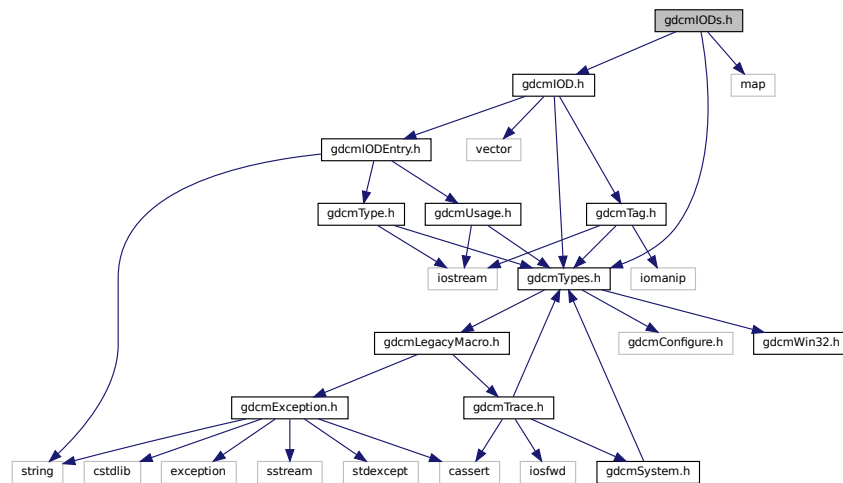 gdcmIODs.h
gdcmIOD.h
map
gdcmIODEntry.h
vector
gdcmType.h
gdcmUsage.h
gdcmTag.h
iostream
gdcmTypes.h
iomanip
gdcmLegacyMacro.h
gdcmConfigure.h
gdcmWin32.h
gdcmException.h
gdcmTrace.h
string
cstdlib
exception
sstream
stdexcept
cassert
iosfwd
gdcmSystem.h